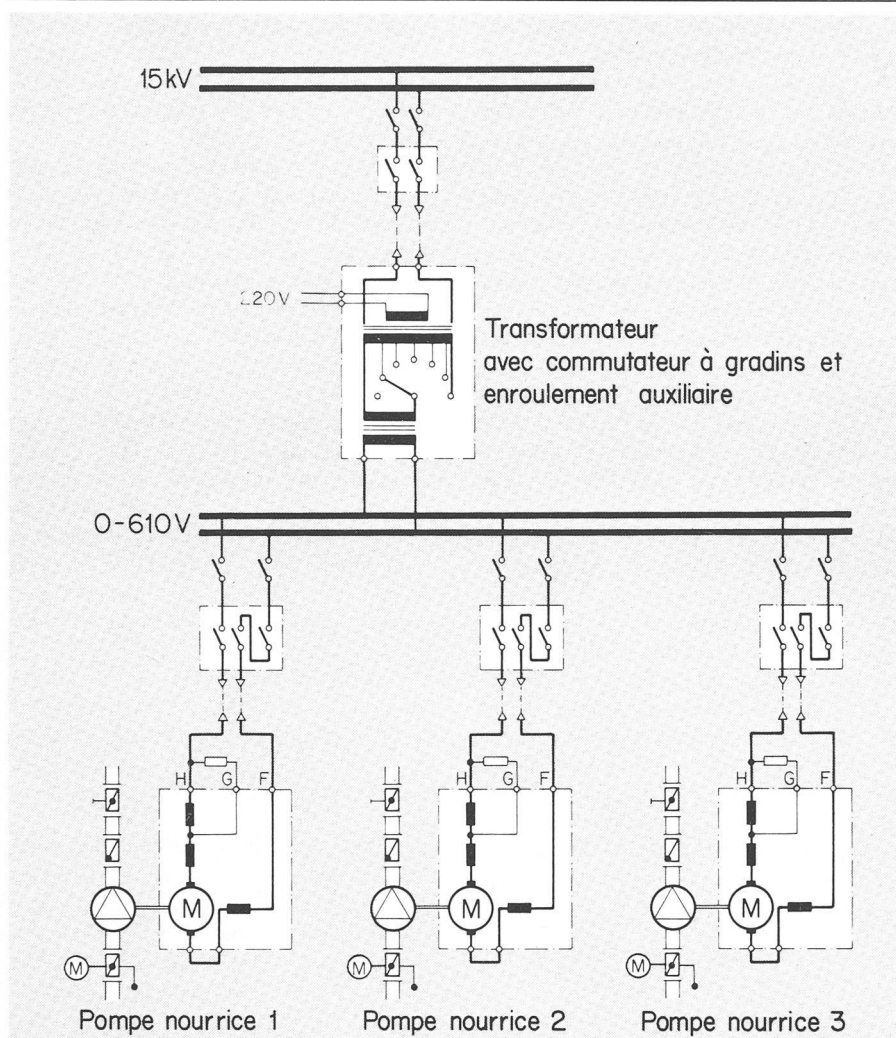 15kV
220V
Transformateur
avec commutateur à gradins et
enroulement auxiliaire
0-610V
H G F
H G F
H G F
M
M
M
M
M
M
Pompe nourrice 1
Pompe nourrice 2
Pompe nourrice 3